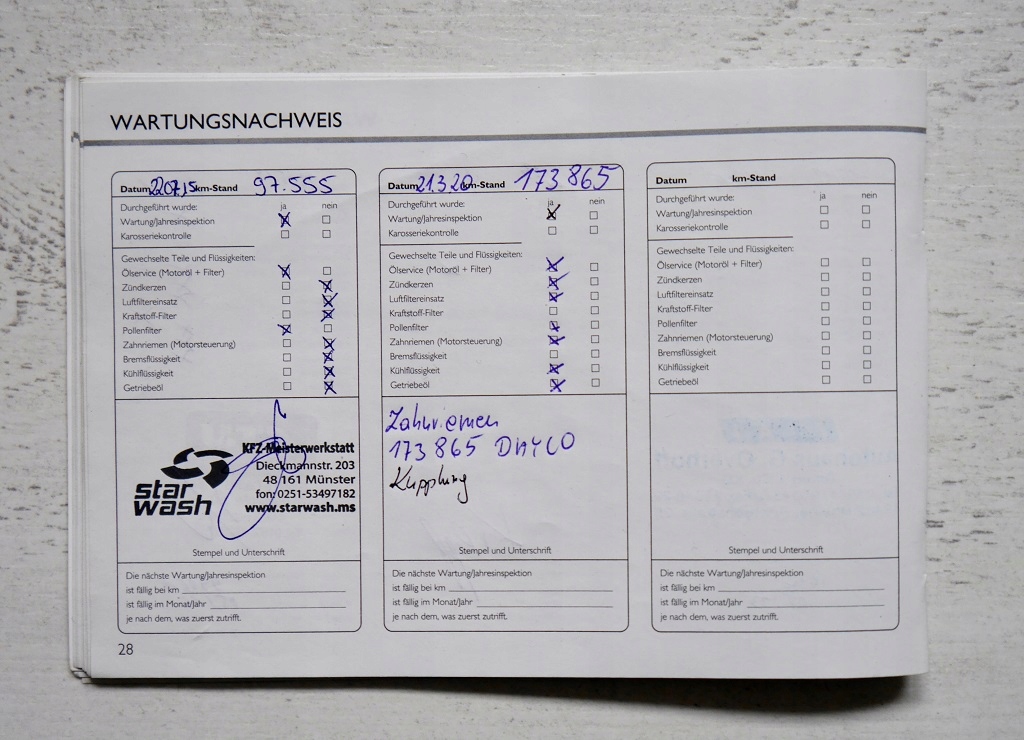 WARTUNGSNACHWEIS
Datum 22.07.15 km-Stand 97.555
Durchgeführt wurde: ja nein
Wartung/Jahresinspektion
Karosseriekontrolle
Gewechselte Teile und Flüssigkeiten:
Ölservice (Motoröl + Filter)
Zündkerzen
Luftfiltereinsatz
Kraftstoff-Filter
Pollenfilter
Zahnriemen (Motorsteuerung)
Bremsflüssigkeit
Kühlflüssigkeit
Getriebeöl
star wash
KFZ-Meisterwerkstatt
Dieckmannstr. 203
48 161 Münster
fon: 0251-53497182
www.starwash.ms
Stempel und Unterschrift
Die nächste Wartung/Jahresinspektion
ist fällig bei km
ist fällig im Monat/Jahr
je nach dem, was zuerst zutrifft.
Datum 21.3.20 km-Stand 173865
Durchgeführt wurde: ja nein
Wartung/Jahresinspektion
Karosseriekontrolle
Gewechselte Teile und Flüssigkeiten:
Ölservice (Motoröl + Filter)
Zündkerzen
Luftfiltereinsatz
Kraftstoff-Filter
Pollenfilter
Zahnriemen (Motorsteuerung)
Bremsflüssigkeit
Kühlflüssigkeit
Getriebeöl
Zahnriemen
173865 DAYCO
Kupplung
Stempel und Unterschrift
Die nächste Wartung/Jahresinspektion
ist fällig bei km
ist fällig im Monat/Jahr
je nach dem, was zuerst zutrifft.
Datum km-Stand
Durchgeführt wurde: ja nein
Wartung/Jahresinspektion
Karosseriekontrolle
Gewechselte Teile und Flüssigkeiten:
Ölservice (Motoröl + Filter)
Zündkerzen
Luftfiltereinsatz
Kraftstoff-Filter
Pollenfilter
Zahnriemen (Motorsteuerung)
Bremsflüssigkeit
Kühlflüssigkeit
Getriebeöl
Stempel und Unterschrift
Die nächste Wartung/Jahresinspektion
ist fällig bei km
ist fällig im Monat/Jahr
je nach dem, was zuerst zutrifft.
28